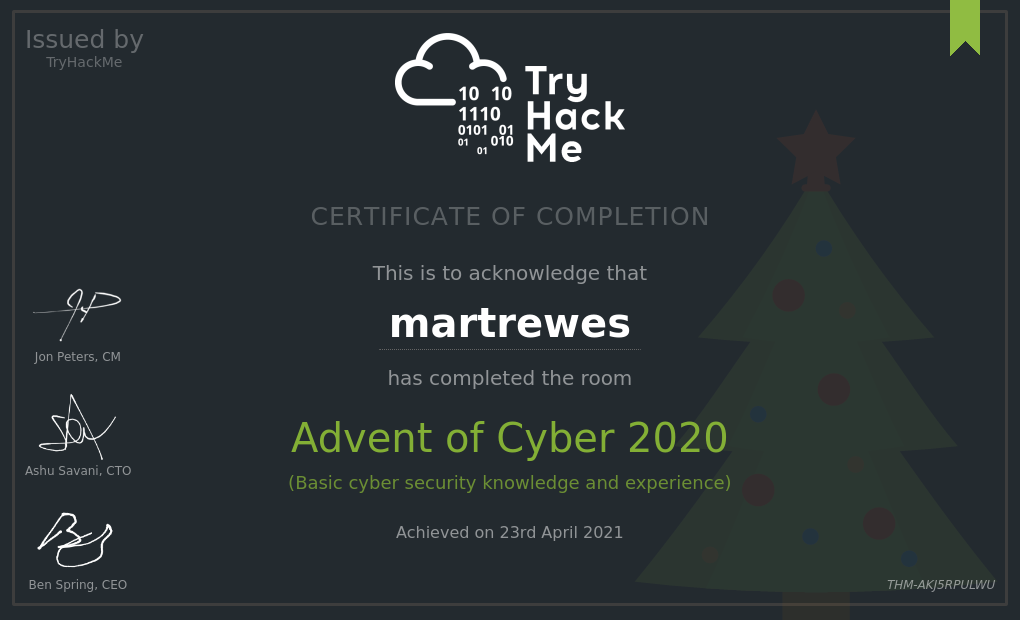 Issued by
TryHackMe
10 10
1110
0101 01
01 010
01
Try
Hack
Me
CERTIFICATE OF COMPLETION
This is to acknowledge that
martrewes
has completed the room
Advent of Cyber 2020
(Basic cyber security knowledge and experience)
Achieved on 23rd April 2021
Jon Peters, CM
Ashu Savani, CTO
Ben Spring, CEO
THM-AKJ5RPULWU